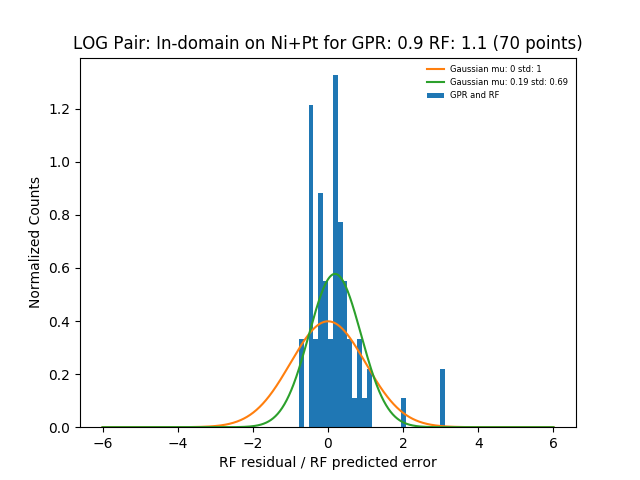 LOG Pair: In-domain on Ni+Pt for GPR: 0.9 RF: 1.1 (70 points)
Gaussian mu: 0 std: 1
Gaussian mu: 0.19 std: 0.69
GPR and RF
Normalized Counts
1.2
1.0
0.8
0.6
0.4
0.2
0.0
−6 −4 −2 0 2 4 6
RF residual / RF predicted error